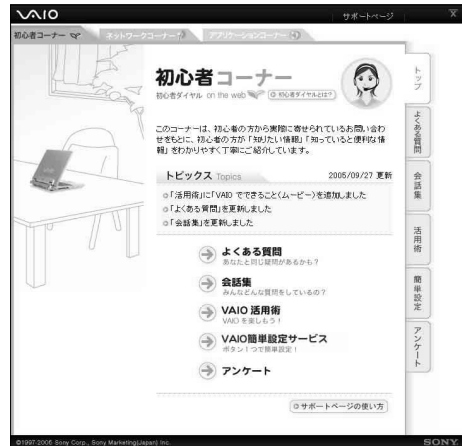 VAIO
サポートページ
X
初心者コーナー
ネットワークコーナー
アプリケーションコーナー
初心者コーナー
初心者ダイヤル on the web
初心者ダイヤルとは?
このコーナーは、初心者の方から実際に寄せられているお問い合わ
せをもとに、初心者の方が「知りたい情報」「知っていると便利な情
報」をわかりやすく丁寧にご紹介しています。
トピックス Topics
2005/09/27 更新
「活用術」に「VAIO でできること(ムービー)を追加しました
「よくある質問」を更新しました
「会話集」を更新しました
よくある質問
あなたと同じ疑問があるかも?
会話集
みんなどんな質問をしているの?
VAIO 活用術
VAIO を楽しもう!
VAIO簡単設定サービス
ボタン1つで簡単設定!
アンケート
サポートページの使い方
トップ
よくある質問
会話集
活用術
簡単設定
アンケート
©1997-2005 Sony Corp., Sony Marketing(Japan) Inc.
SONY